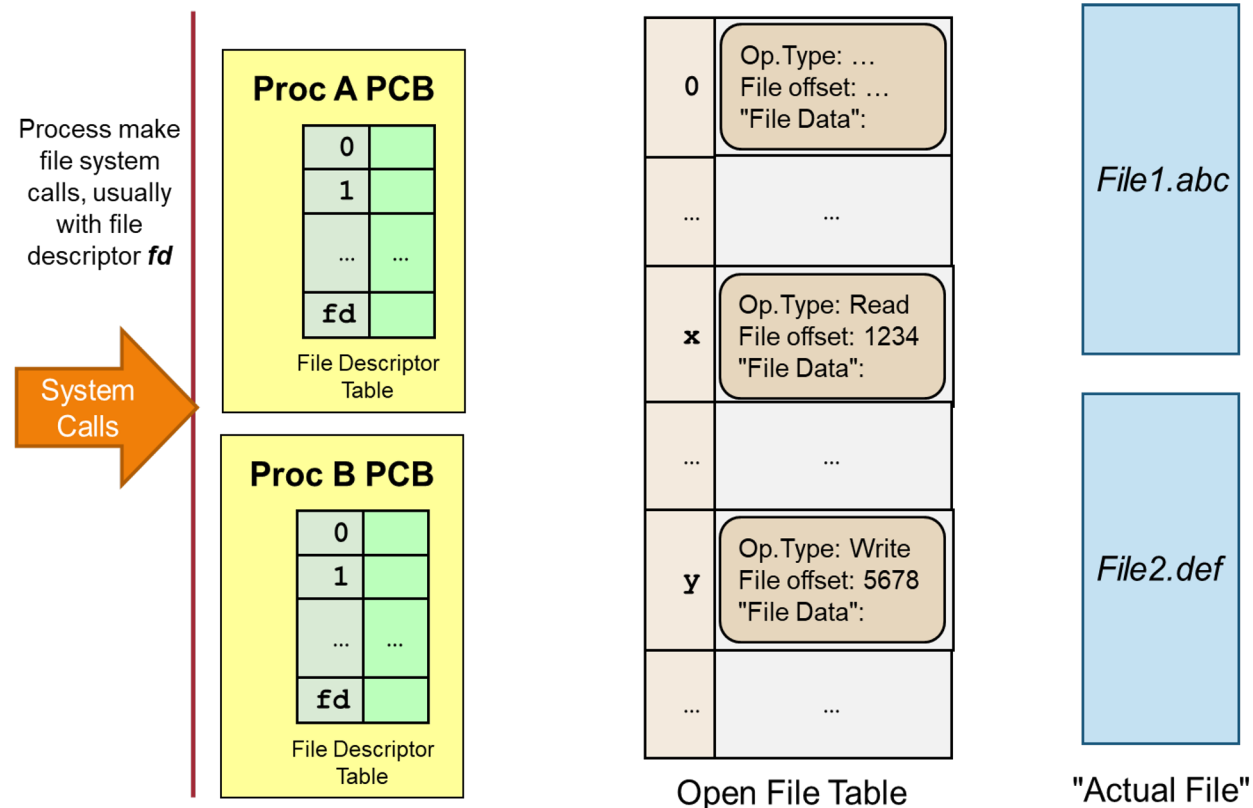 Process make
file system
calls, usually
with file
descriptor fd
System
Calls
Proc A PCB
0
1
... ...
fd
File Descriptor
Table
Proc B PCB
0
1
... ...
fd
File Descriptor
Table
0
Op.Type: ...
File offset: ...
"File Data":
... ...
x
Op.Type: Read
File offset: 1234
"File Data":
... ...
y
Op.Type: Write
File offset: 5678
"File Data":
... ...
Open File Table
File1.abc
File2.def
"Actual File"